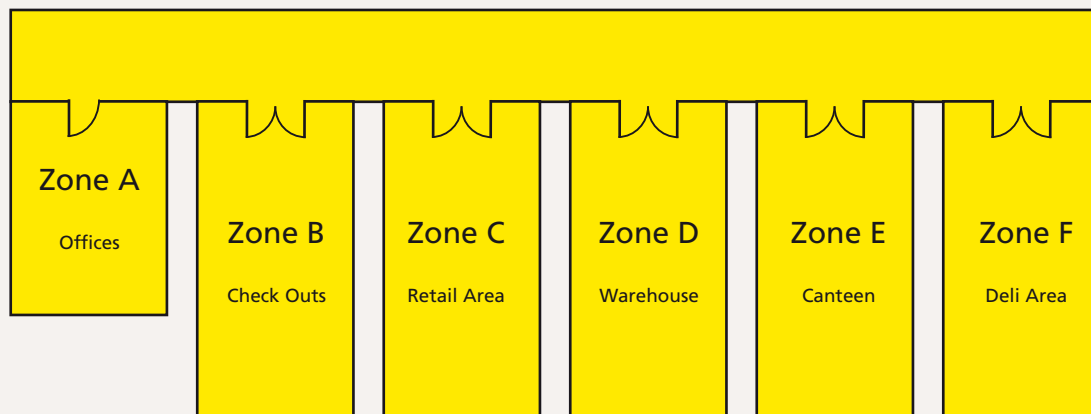 Zone A
Offices
Zone B
Check Outs
Zone C
Retail Area
Zone D
Warehouse
Zone E
Canteen
Zone F
Deli Area